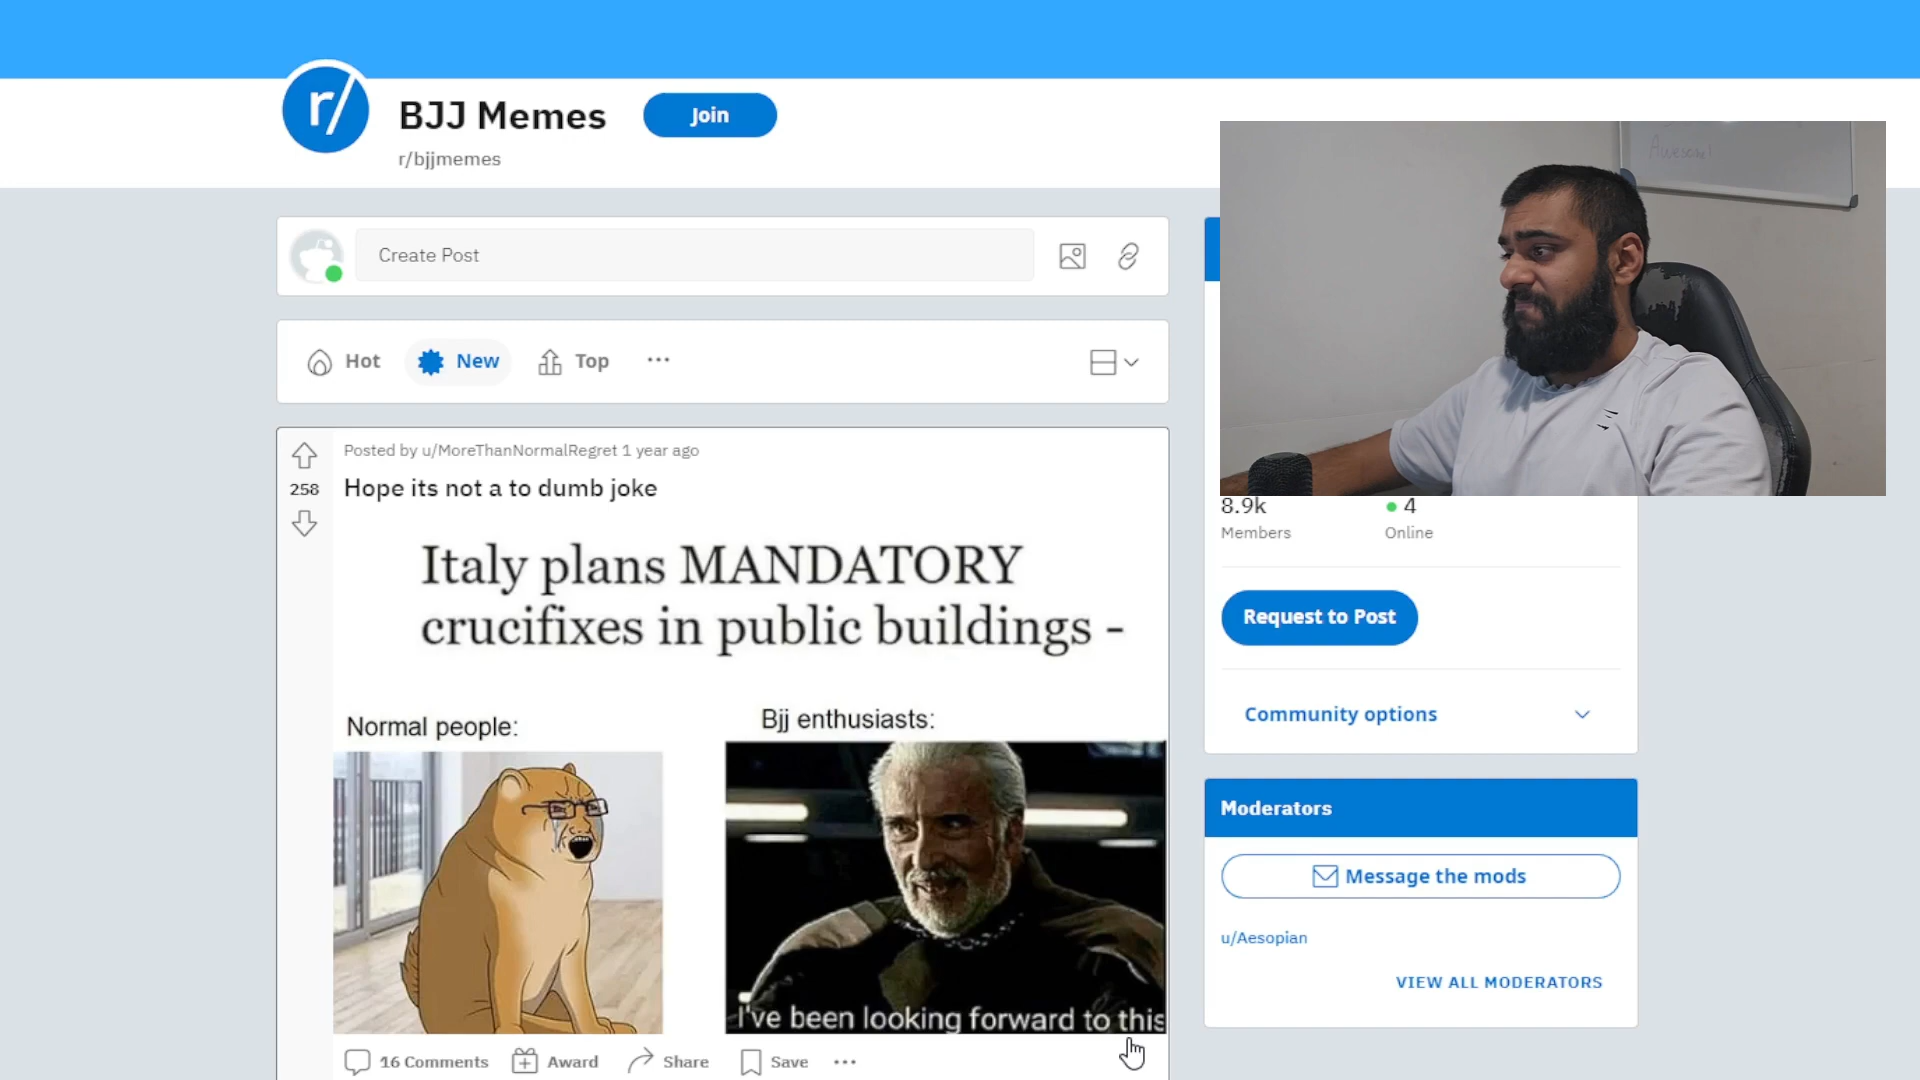 r/
BJJ Memes
Join
r/bjjmemes
Awesome!
Create Post
Hot
New
Top
Posted by u/MoreThanNormalRegret 1 year ago
258
Hope its not a to dumb joke
Italy plans MANDATORY
crucifixes in public buildings -
Normal people:
Bjj enthusiasts:
I've been looking forward to this
16 Comments
Award
Share
Save
8.9k
4
Members
Online
Request to Post
Community options
Moderators
Message the mods
u/Aesopian
VIEW ALL MODERATORS